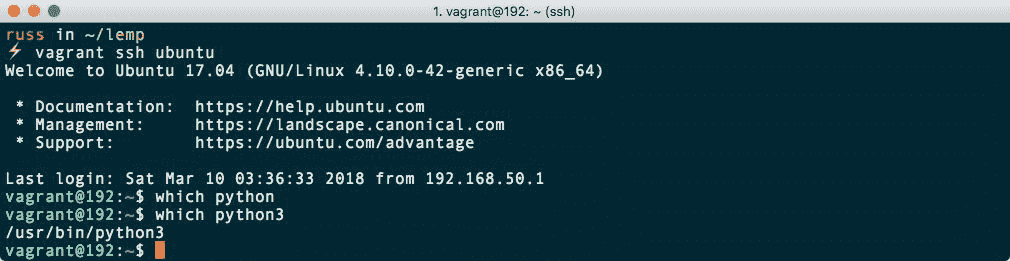 1. vagrant@192: ~ (ssh)
russ in ~/lemp
⚡ vagrant ssh ubuntu
Welcome to Ubuntu 17.04 (GNU/Linux 4.10.0-42-generic x86_64)
* Documentation:  https://help.ubuntu.com
* Management:     https://landscape.canonical.com
* Support:        https://ubuntu.com/advantage
Last login: Sat Mar 10 03:36:33 2018 from 192.168.50.1
vagrant@192:~$ which python
vagrant@192:~$ which python3
/usr/bin/python3
vagrant@192:~$